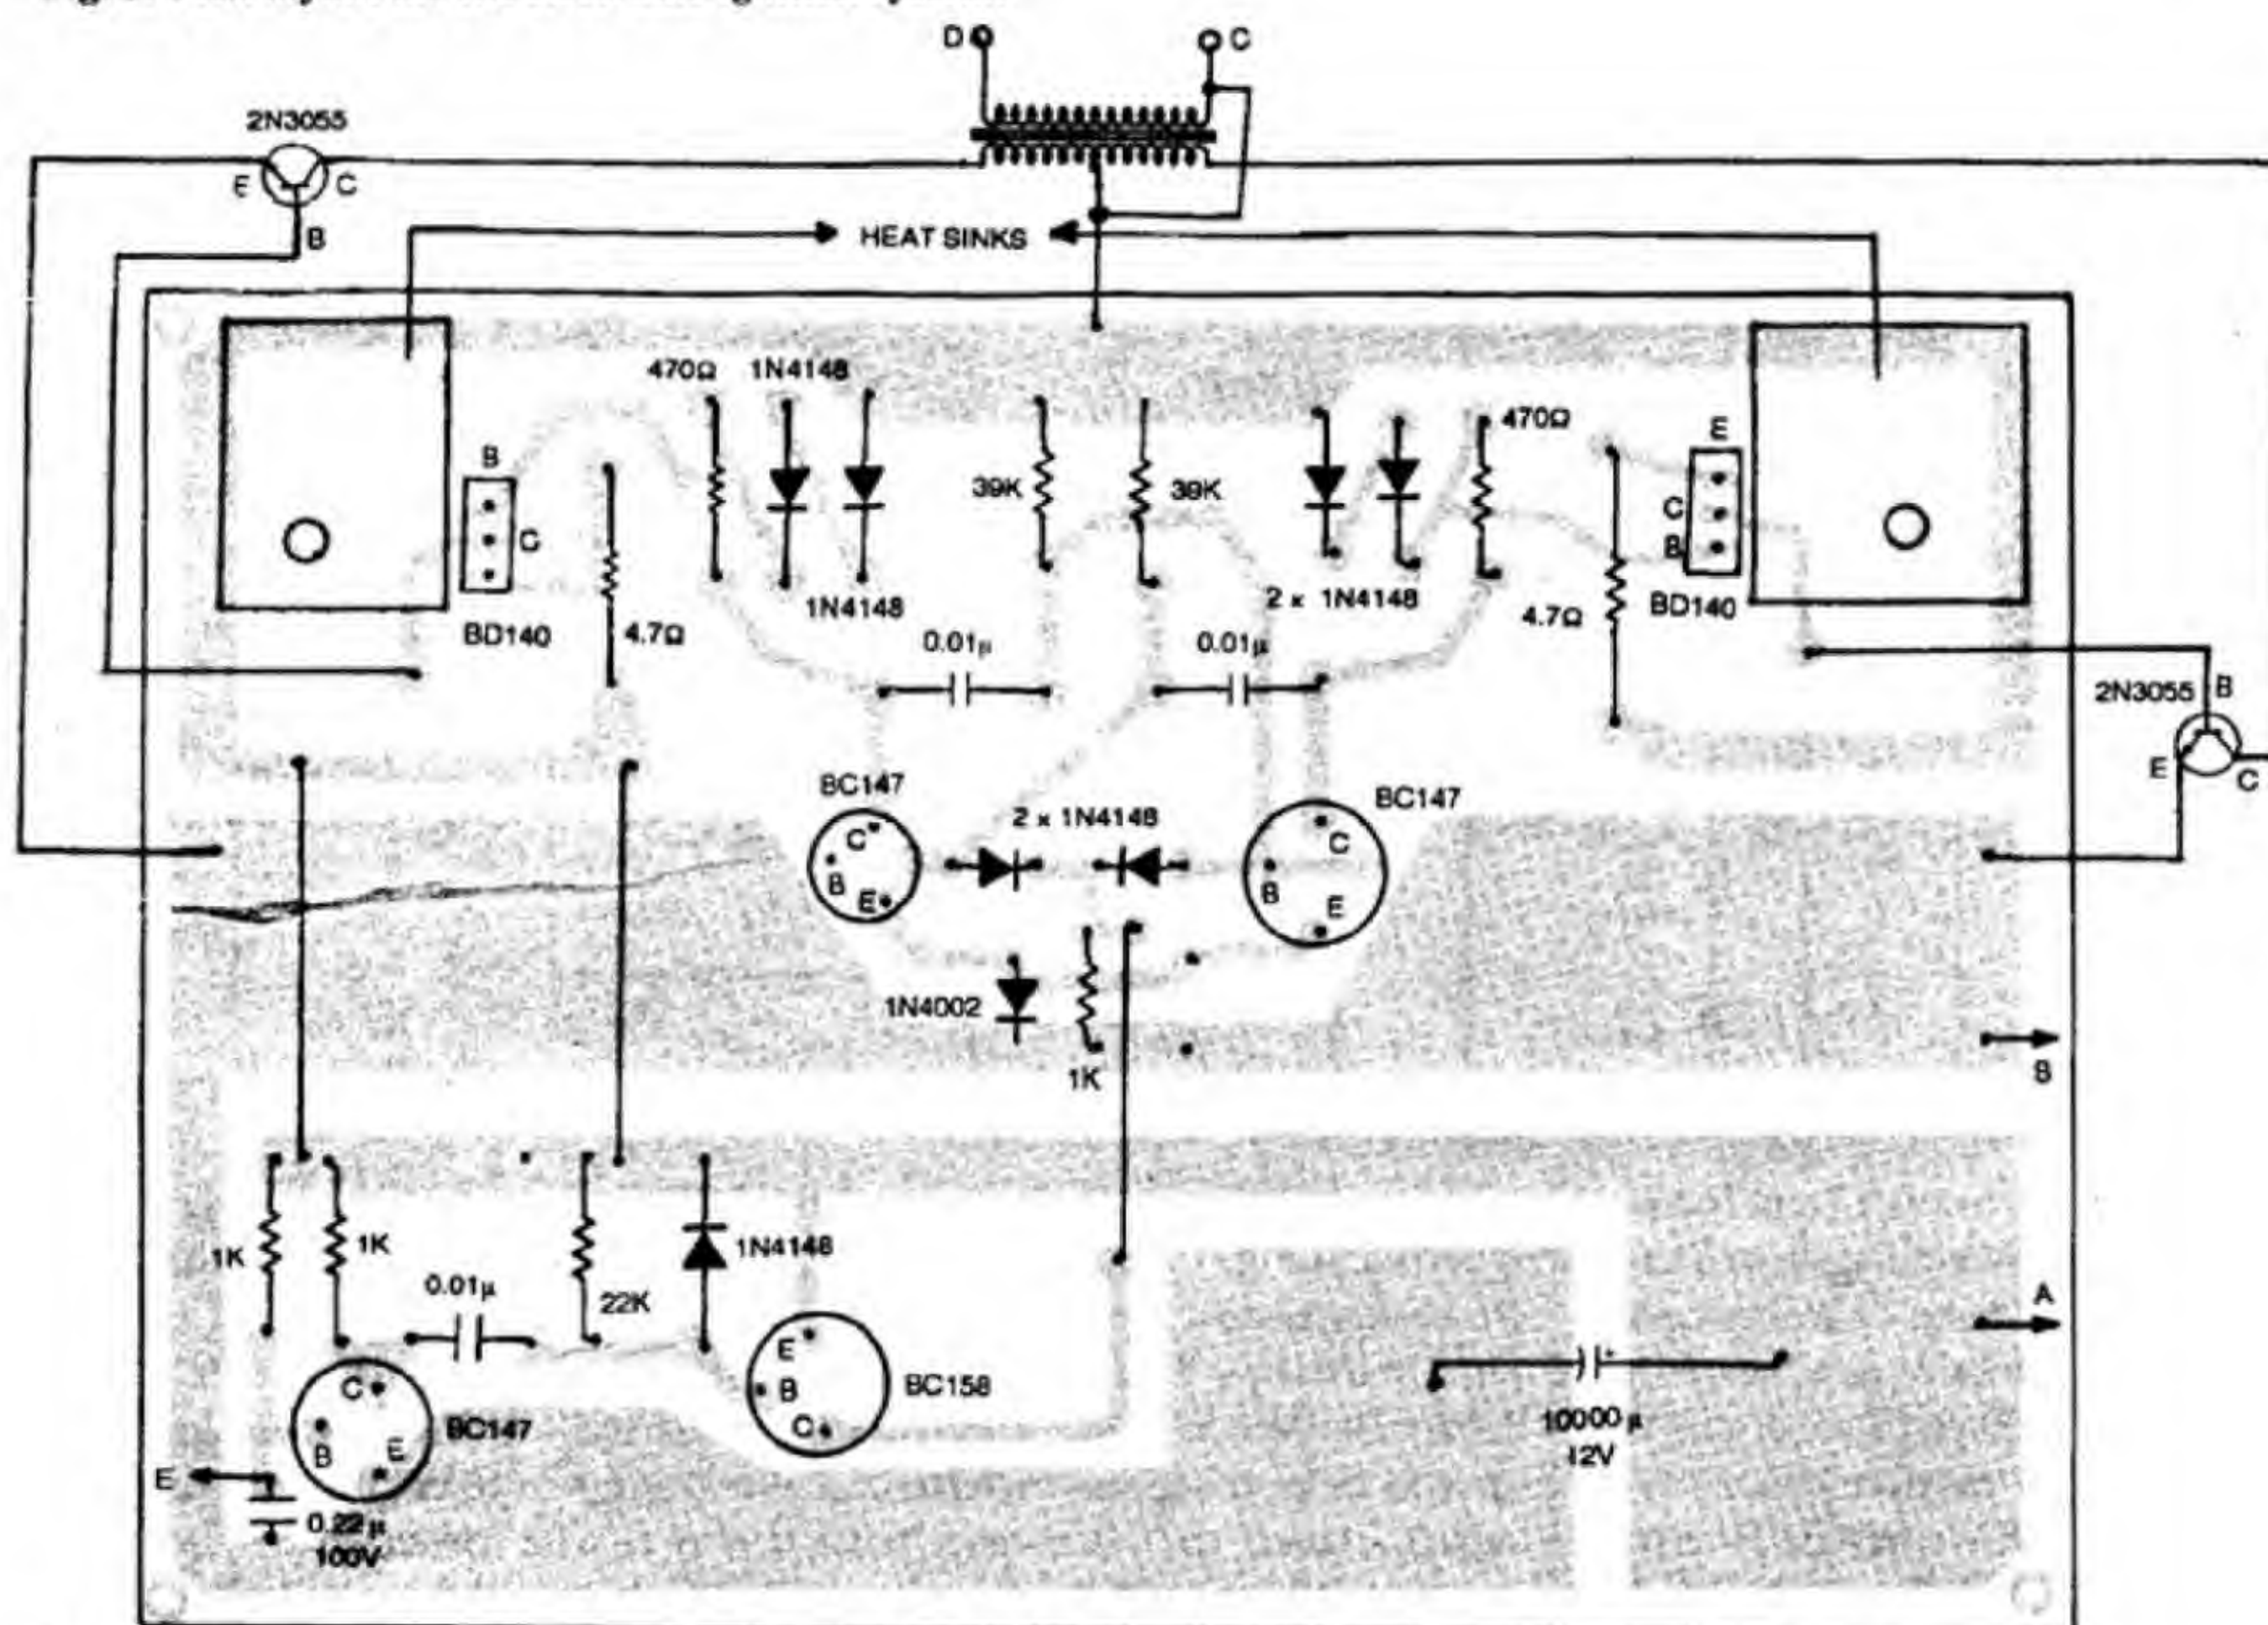 D
C
2N3055
E
C
B
HEAT SINKS
470Ω
1N4148
470Ω
B
C
E
C
B
39K
39K
1N4148
2 x 1N4148
BD140
4.7Ω
4.7Ω
BD140
0.01µ
0.01µ
2N3055
B
E
C
BC147
C
B
E
2 x 1N4148
BC147
C
B
E
1N4002
1K
B
1K
1K
0.01µ
22K
1N4148
A
E
B
C
BC158
C
B
E
BC147
10000µ
12V
E
0.22µ
100V